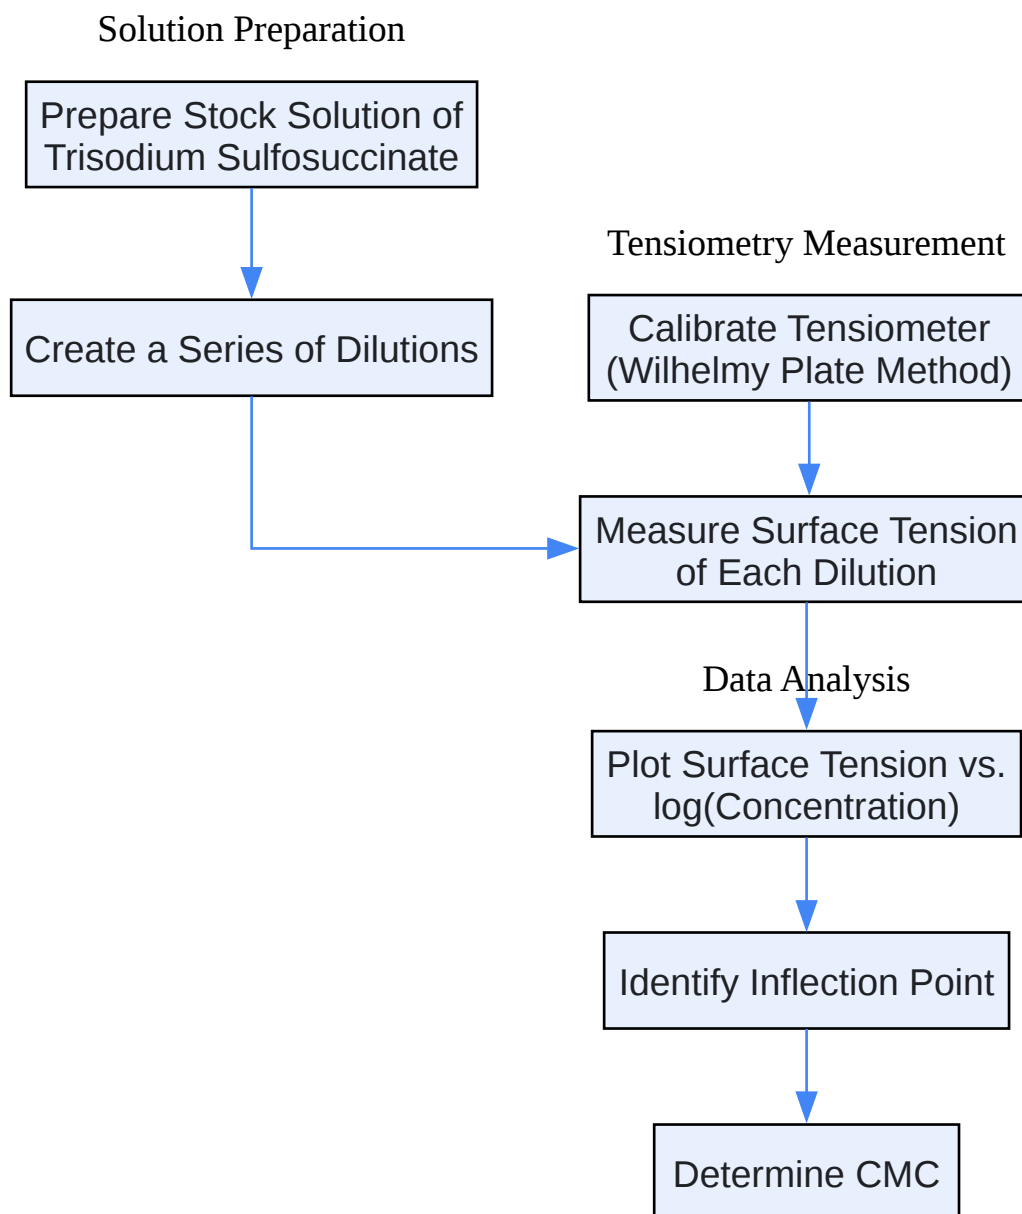 Solution Preparation
Prepare Stock Solution of
Trisodium Sulfosuccinate
Create a Series of Dilutions
Tensiometry Measurement
Calibrate Tensiometer
(Wilhelmy Plate Method)
Measure Surface Tension
of Each Dilution
Data Analysis
Plot Surface Tension vs.
log(Concentration)
Identify Inflection Point
Determine CMC